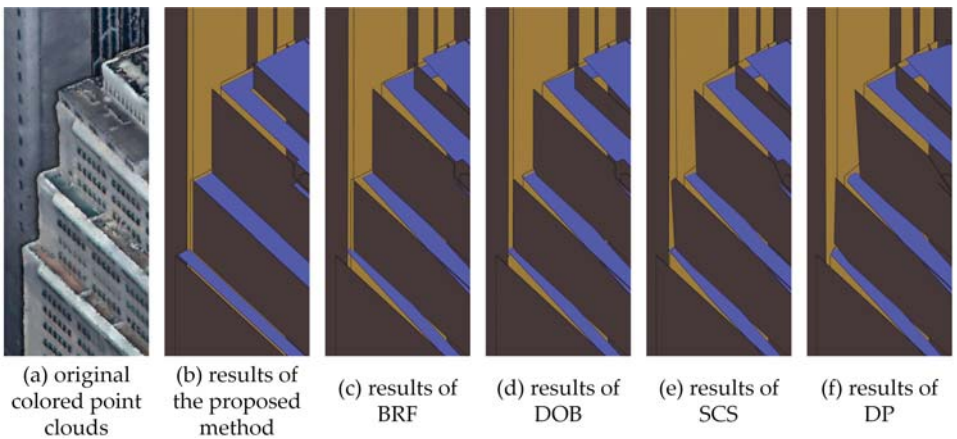 (a) original
colored point
clouds
(b) results of
the proposed
method
(c) results of
BRF
(d) results of
DOB
(e) results of
SCS
(f) results of
DP